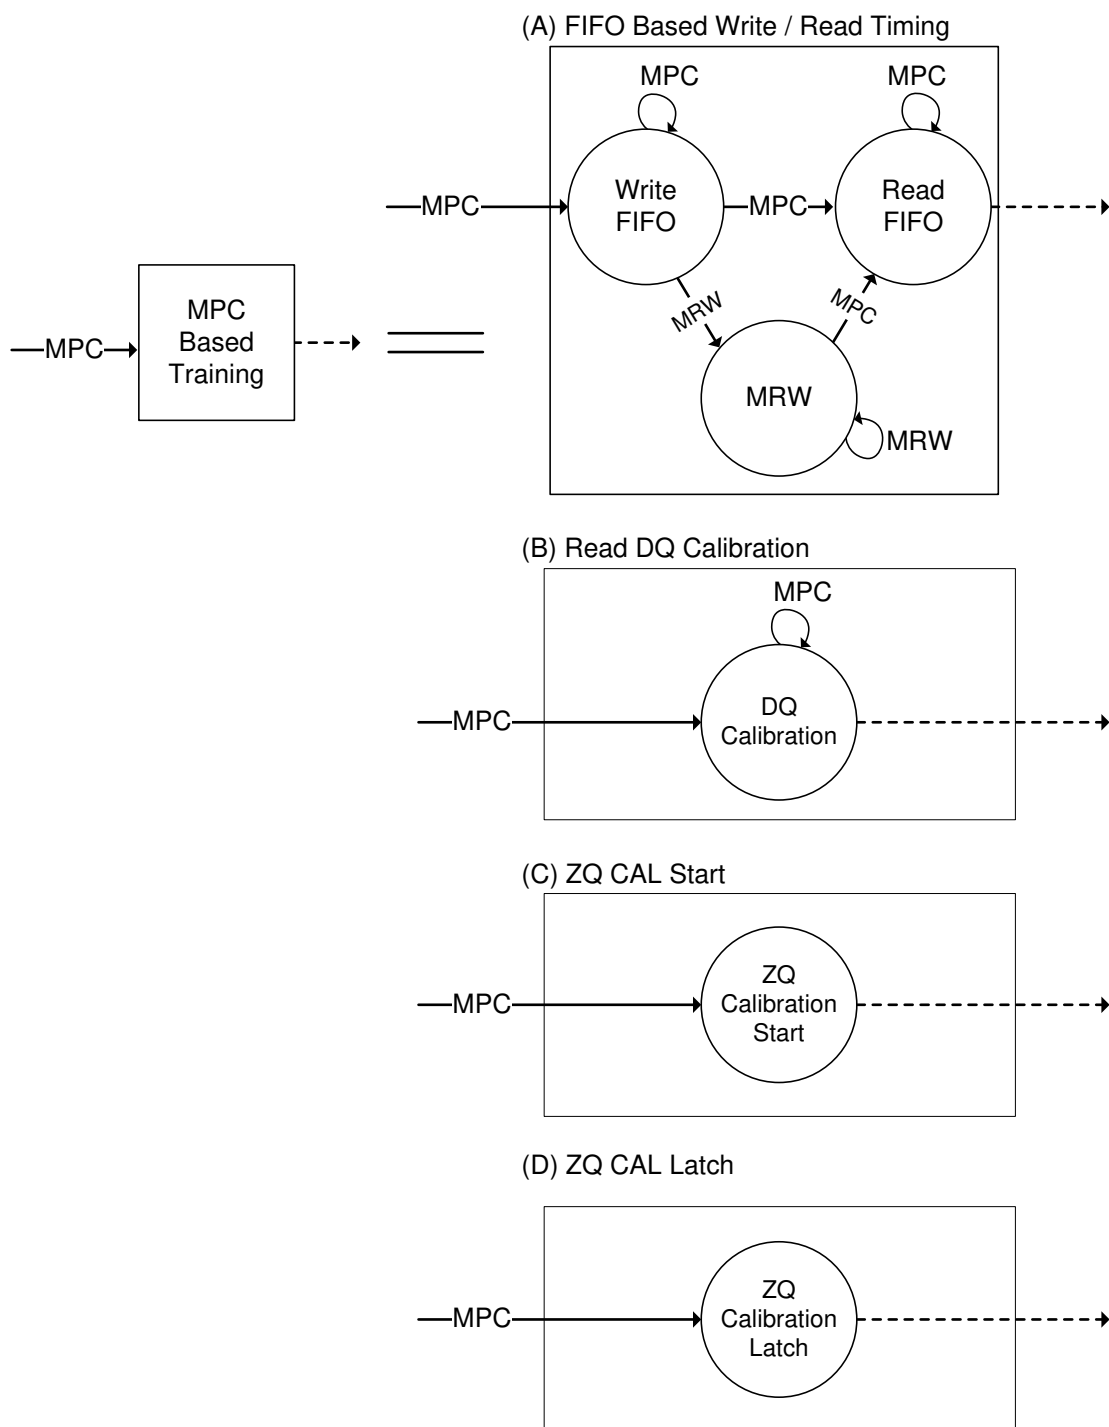 (A) FIFO Based Write / Read Timing
MPC
MPC
MPC
Write
FIFO
MPC
Read
FIFO
MRW
MPC
MRW
MRW
MPC
MPC
Based
Training
(B) Read DQ Calibration
MPC
MPC
DQ
Calibration
(C) ZQ CAL Start
MPC
ZQ
Calibration
Start
(D) ZQ CAL Latch
MPC
ZQ
Calibration
Latch